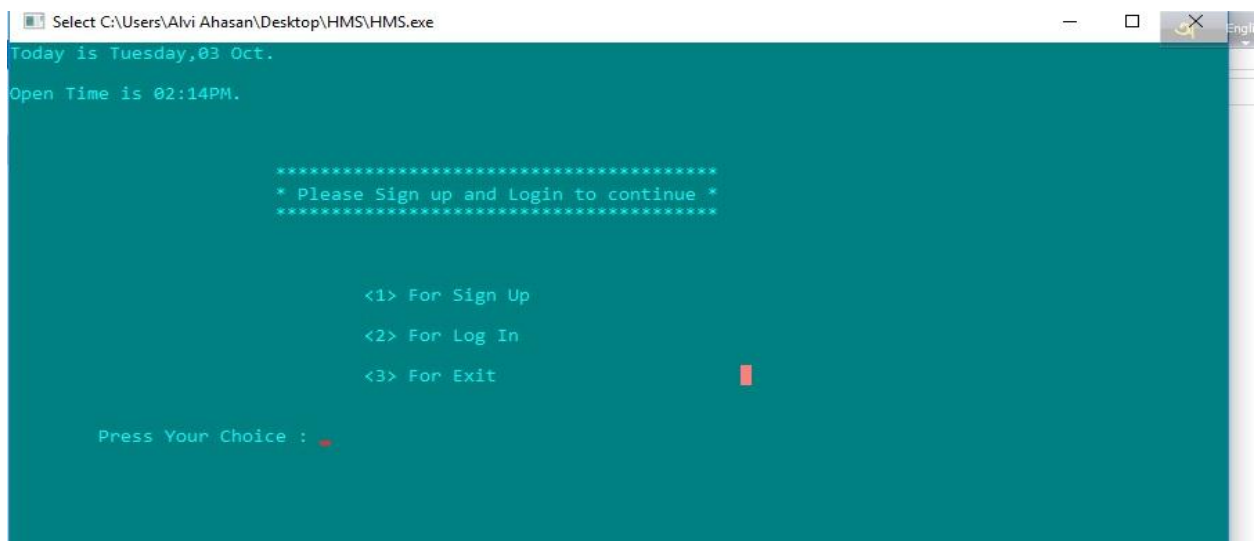 Select C:\Users\Alvi Ahasan\Desktop\HMS\HMS.exe
Today is Tuesday,03 Oct.
Open Time is 02:14PM.
****************************************
* Please Sign up and Login to continue *
****************************************
<1> For Sign Up
<2> For Log In
<3> For Exit
Press Your Choice :